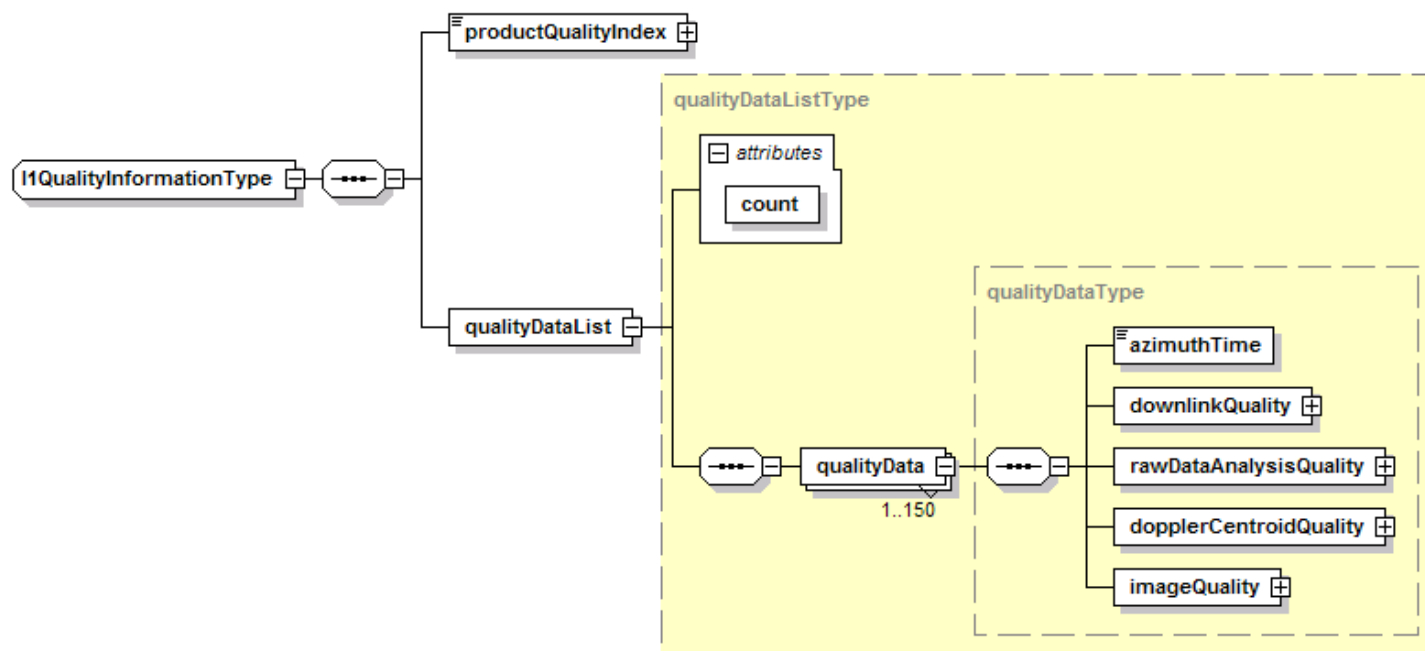 productQualityIndex
qualityDataListType
attributes
count
l1QualityInformationType
qualityDataType
qualityDataList
azimuthTime
downlinkQuality
qualityData
rawDataAnalysisQuality
1..150
dopplerCentroidQuality
imageQuality